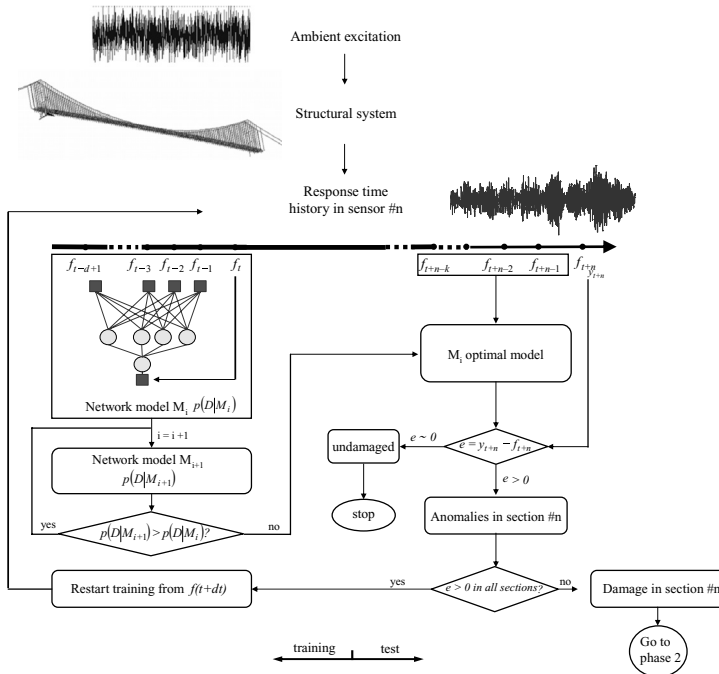 Ambient excitation
Structural system
Response time
history in sensor #n
f_{t−d+1} f_{t−3} f_{t−2} f_{t−1} f_t
f_{t+n−k} f_{t+n−2} f_{t+n−1} f_{t+n}
y_{t+n}
Network model M_i p(D|M_i)
i = i +1
Network model M_{i+1}
p(D|M_{i+1})
yes
p(D|M_{i+1}) > p(D|M_i)?
no
M_i optimal model
e = y_{t+n} − f_{t+n}
e ~ 0
undamaged
stop
e > 0
Anomalies in section #n
e > 0 in all sections?
yes
no
Restart training from f(t+dt)
Damage in section #n
Go to
phase 2
training test